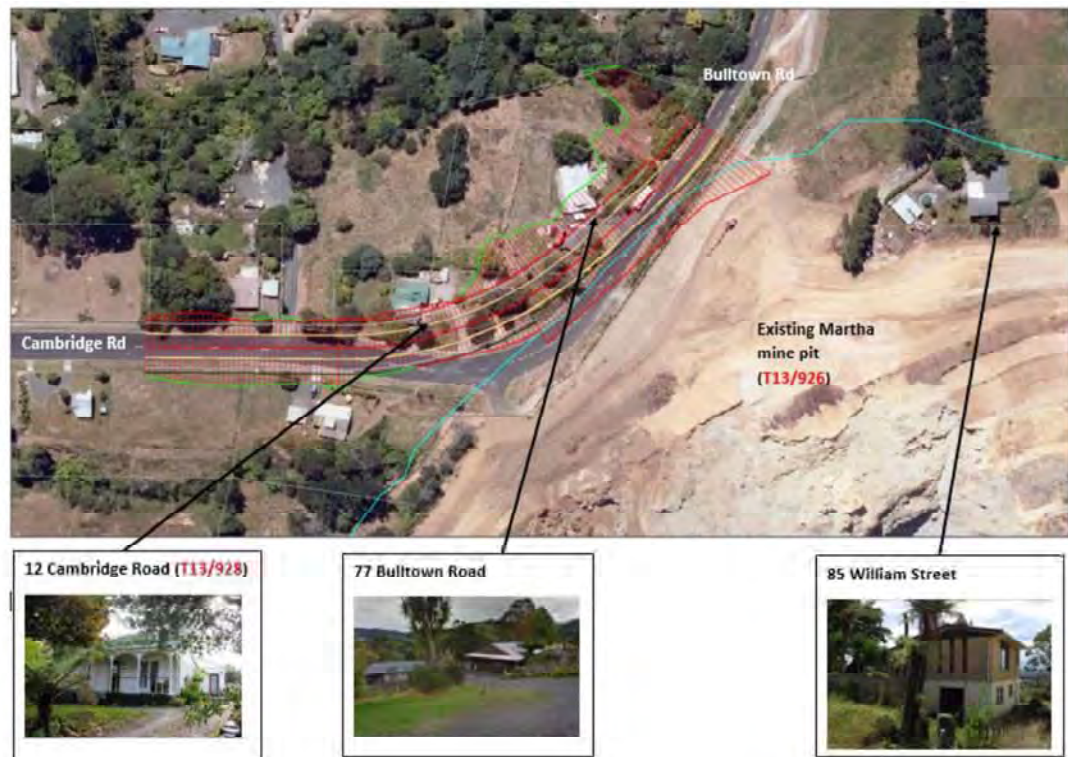 Bulltown Rd
Cambridge Rd
Existing Martha
mine pit
(T13/926)
12 Cambridge Road (T13/928)
77 Bulltown Road
85 William Street